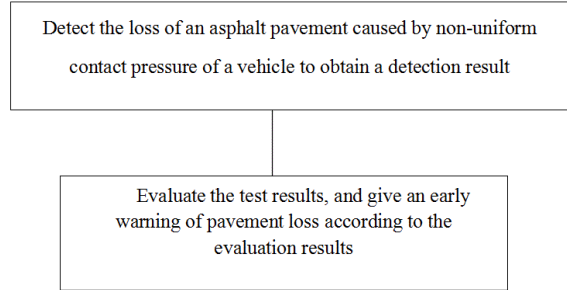 Detect the loss of an asphalt pavement caused by non-uniform
contact pressure of a vehicle to obtain a detection result
Evaluate the test results, and give an early
warning of pavement loss according to the
evaluation results